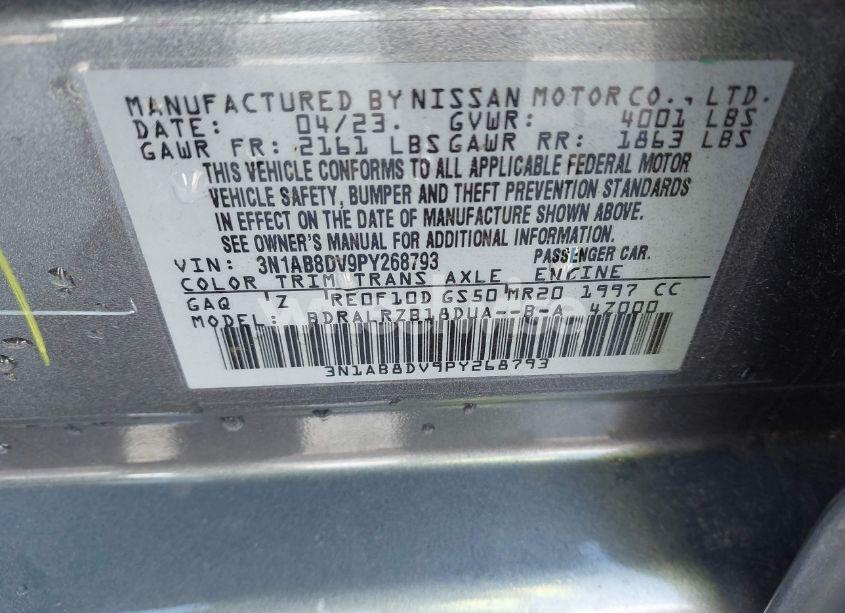 MANUFACTURED BY NISSAN MOTOR CO., LTD.
DATE: 04/23. GVWR: 4001 LBS
GAWR FR: 2161 LBS GAWR RR: 1863 LBS
THIS VEHICLE CONFORMS TO ALL APPLICABLE FEDERAL MOTOR
VEHICLE SAFETY, BUMPER AND THEFT PREVENTION STANDARDS
IN EFFECT ON THE DATE OF MANUFACTURE SHOWN ABOVE.
SEE OWNER'S MANUAL FOR ADDITIONAL INFORMATION.
VIN: 3N1AB8DV9PY268793 PASSENGER CAR.
COLOR TRIM TRANS AXLE ENGINE
GAQ Z RE0F10D GS50 MR20 1997 CC
MODEL: BDRALRZB18DUA--B-A 47000
3N1AB8DV9PY268793